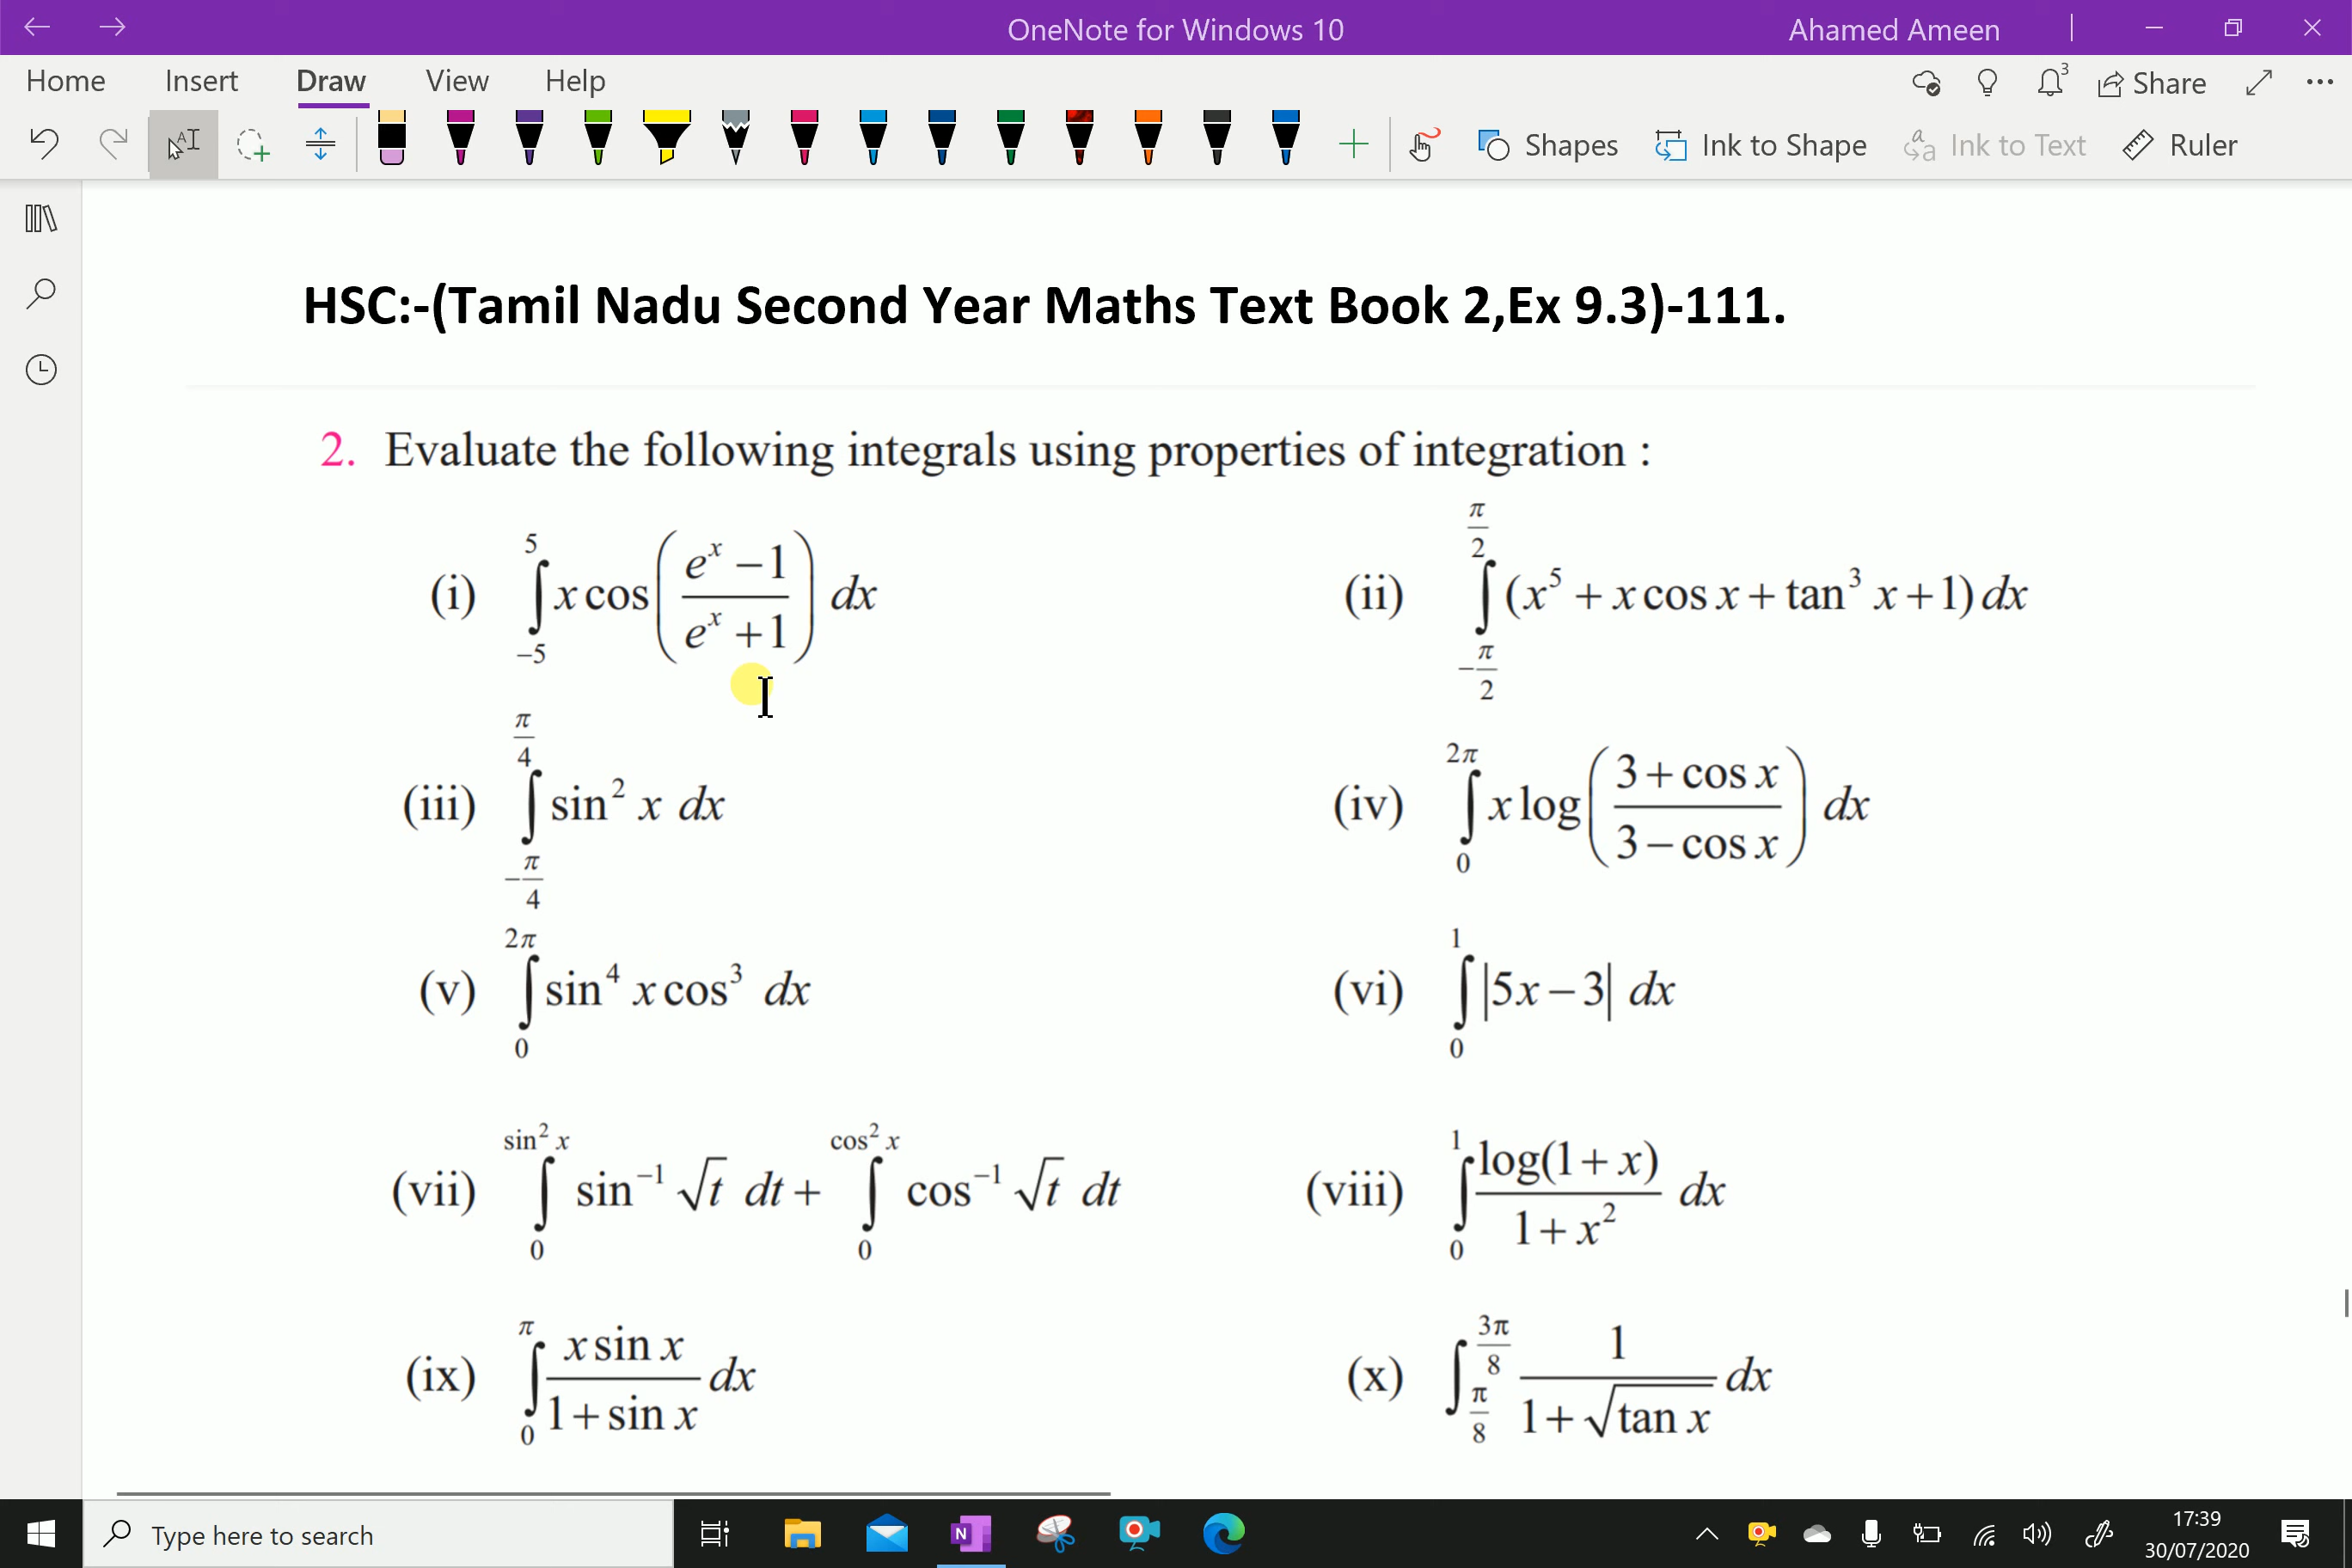 OneNote for Windows 10
Ahamed Ameen
Home Insert Draw View Help
3
Share
Shapes Ink to Shape Ink to Text Ruler
HSC:-(Tamil Nadu Second Year Maths Text Book 2,Ex 9.3)-111.
2. Evaluate the following integrals using properties of integration :
(i) ∫_{-5}^{5} x cos((e^x − 1)/(e^x + 1)) dx
(ii) ∫_{-π/2}^{π/2} (x^5 + x cos x + tan^3 x + 1) dx
(iii) ∫_{-π/4}^{π/4} sin^2 x dx
(iv) ∫_{0}^{2π} x log((3 + cos x)/(3 − cos x)) dx
(v) ∫_{0}^{2π} sin^4 x cos^3 dx
(vi) ∫_{0}^{1} |5x − 3| dx
(vii) ∫_{0}^{sin^2 x} sin^{-1} √t dt + ∫_{0}^{cos^2 x} cos^{-1} √t dt
(viii) ∫_{0}^{1} log(1 + x)/(1 + x^2) dx
(ix) ∫_{0}^{π} (x sin x)/(1 + sin x) dx
(x) ∫_{π/8}^{3π/8} 1/(1 + √tan x) dx
Type here to search
17:39
30/07/2020